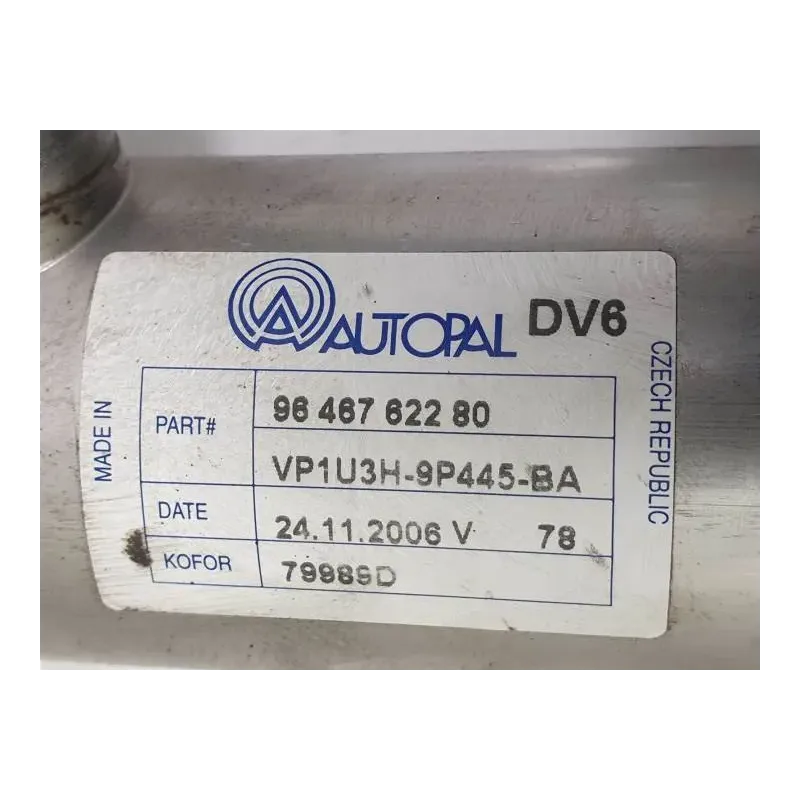 AUTOPAL DV6
MADE IN
CZECH REPUBLIC
PART# 96 467 622 80
VP1U3H-9P445-BA
DATE 24.11.2006 V 78
KOFOR 79989D